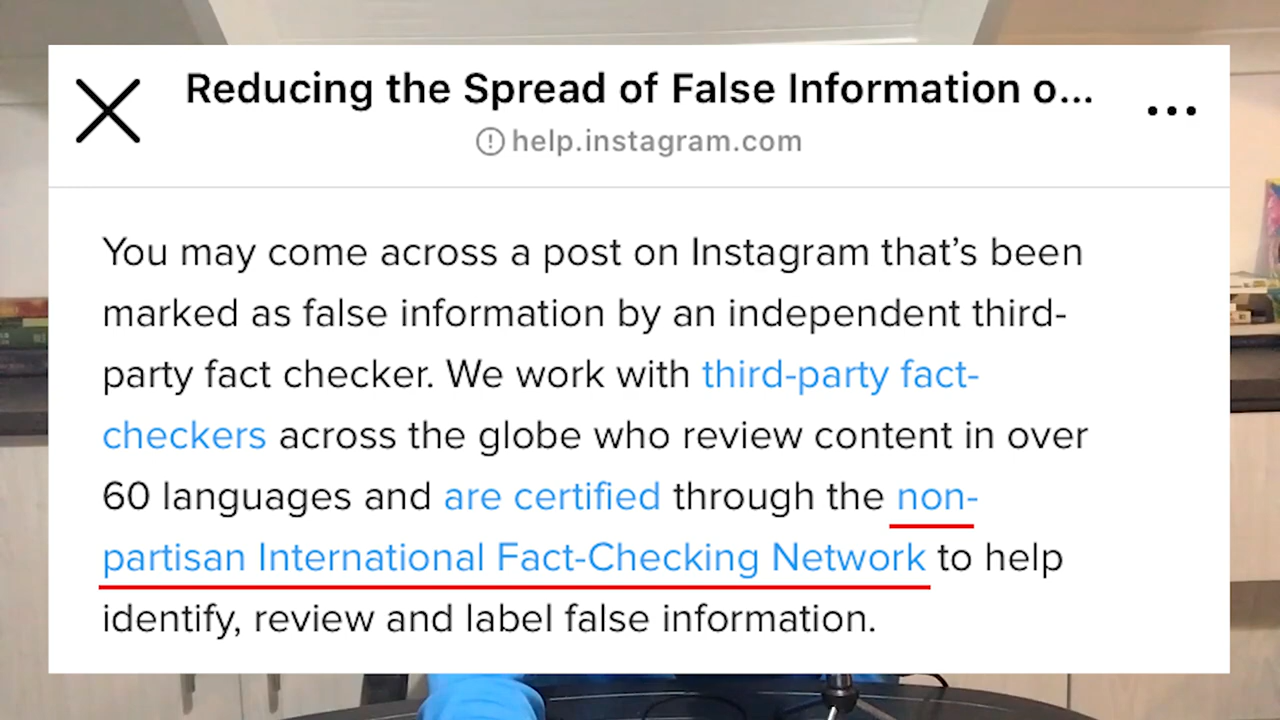 Reducing the Spread of False Information o...
help.instagram.com
You may come across a post on Instagram that’s been
marked as false information by an independent third-
party fact checker. We work with third-party fact-
checkers across the globe who review content in over
60 languages and are certified through the non-
partisan International Fact-Checking Network to help
identify, review and label false information.